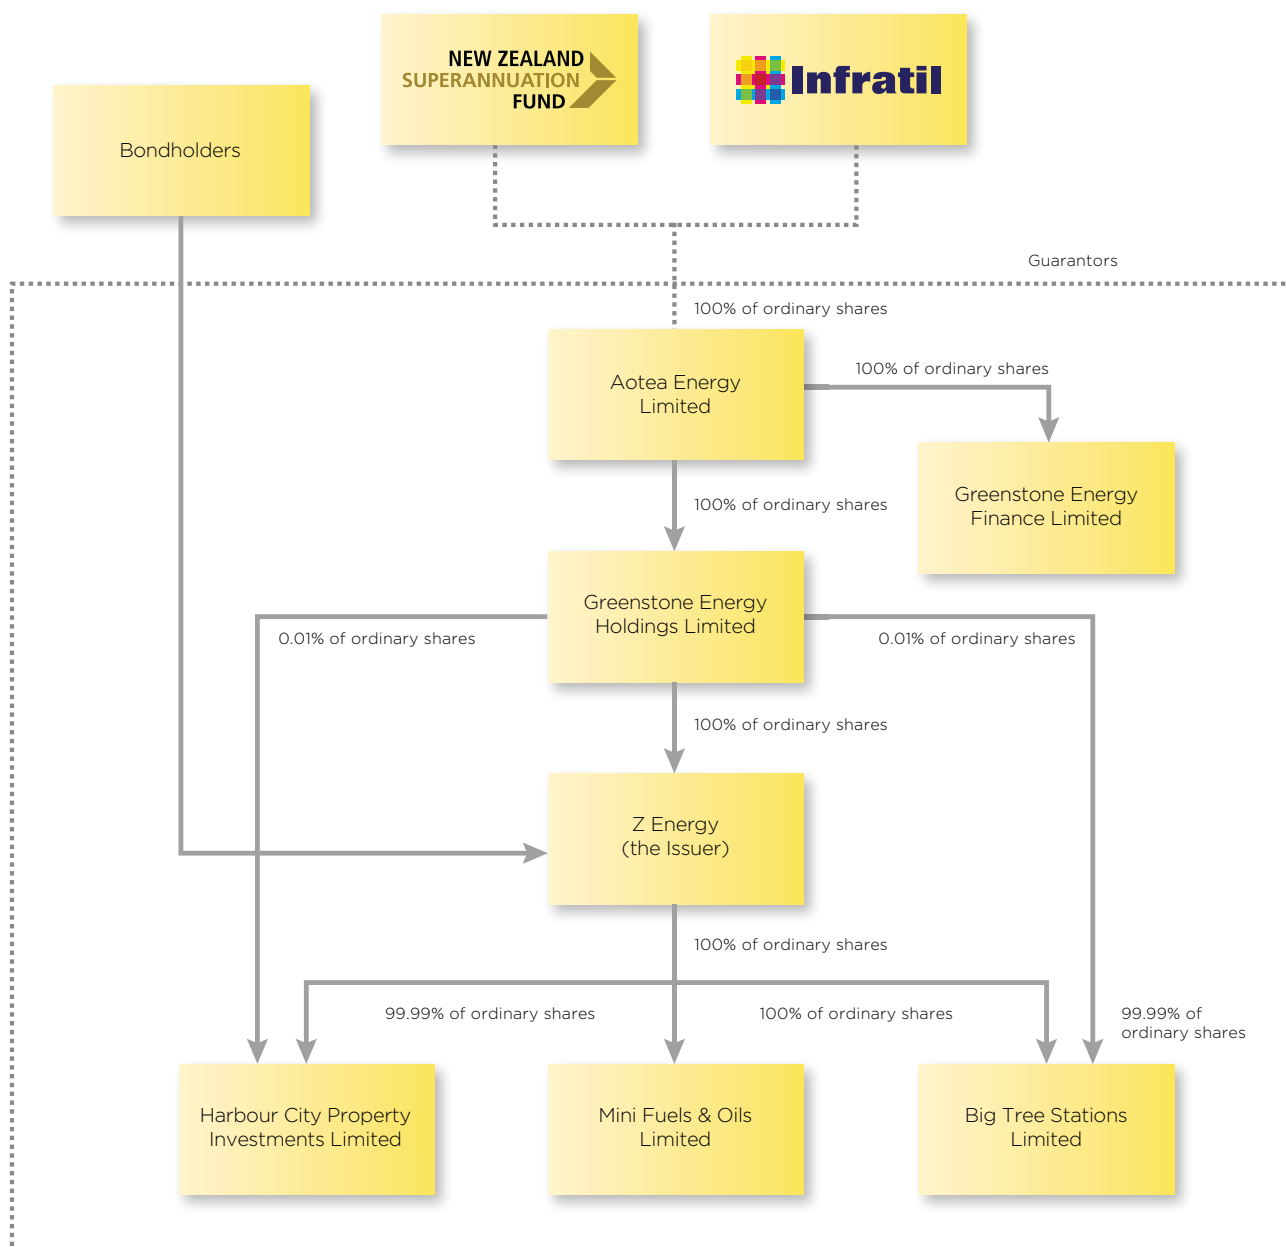 NEW ZEALAND
SUPERANNUATION
FUND
Infratil
Bondholders
Guarantors
100% of ordinary shares
Aotea Energy
Limited
100% of ordinary shares
Greenstone Energy
Finance Limited
100% of ordinary shares
Greenstone Energy
Holdings Limited
0.01% of ordinary shares
0.01% of ordinary shares
100% of ordinary shares
Z Energy
(the Issuer)
100% of ordinary shares
99.99% of ordinary shares
100% of ordinary shares
99.99% of
ordinary shares
Harbour City Property
Investments Limited
Mini Fuels & Oils
Limited
Big Tree Stations
Limited